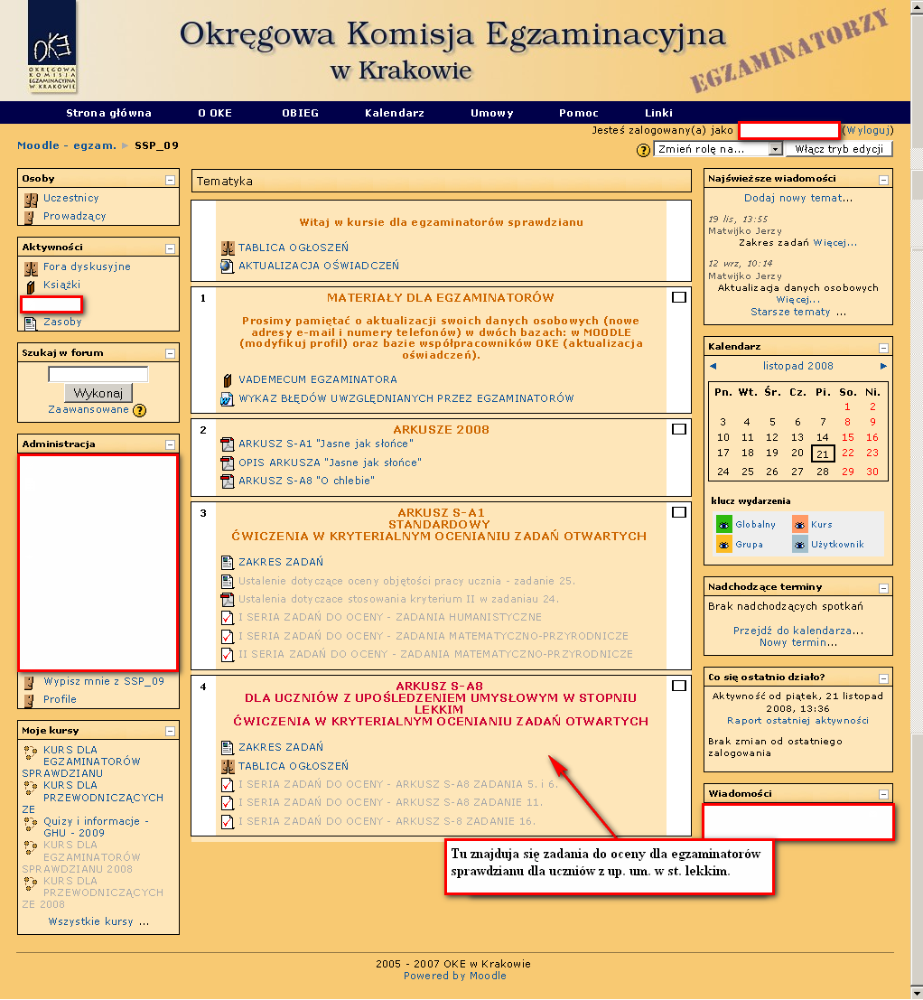 OKE
OKRĘGOWA
KOMISJA
EGZAMINACYJNA
W KRAKOWIE
Okręgowa Komisja Egzaminacyjna
w Krakowie
EGZAMINATORZY
Strona główna O OKE OBIEG Kalendarz Umowy Pomoc Linki
Jesteś zalogowany(a) jako (Wyloguj)
Moodle - egzam. ► SSP_09
Zmień rolę na... Włącz tryb edycji
Osoby
Uczestnicy
Prowadzący
Aktywności
Fora dyskusyjne
Książki
Zasoby
Szukaj w forum
Wykonaj
Zaawansowane
Administracja
Wypisz mnie z SSP_09
Profile
Moje kursy
KURS DLA
EGZAMINATORÓW
SPRAWDZIANU
KURS DLA
PRZEWODNICZĄCYCH
ZE
Quizy i informacje -
GHU - 2009
KURS DLA
EGZAMINATORÓW
SPRAWDZIANU 2008
KURS DLA
PRZEWODNICZĄCYCH
ZE 2008
Wszystkie kursy ...
Tematyka
Witaj w kursie dla egzaminatorów sprawdzianu
TABLICA OGŁOSZEŃ
AKTUALIZACJA OŚWIADCZEŃ
1
MATERIAŁY DLA EGZAMINATORÓW
Prosimy pamiętać o aktualizacji swoich danych osobowych (nowe
adresy e-mail i numery telefonów) w dwóch bazach: w MOODLE
(modyfikuj profil) oraz bazie współpracowników OKE (aktualizacja
oświadczeń).
VADEMECUM EGZAMINATORA
WYKAZ BŁĘDÓW UWZGLĘDNIANYCH PRZEZ EGZAMINATORÓW
2
ARKUSZE 2008
ARKUSZ S-A1 "Jasne jak słońce"
OPIS ARKUSZA "Jasne jak słońce"
ARKUSZ S-A8 "O chlebie"
3
ARKUSZ S-A1
STANDARDOWY
ĆWICZENIA W KRYTERIALNYM OCENIANIU ZADAŃ OTWARTYCH
ZAKRES ZADAŃ
Ustalenie dotyczące oceny objętości pracy ucznia - zadanie 25.
Ustalenia dotyczace stosowania kryterium II w zadaniau 24.
I SERIA ZADAŃ DO OCENY - ZADANIA HUMANISTYCZNE
I SERIA ZADAŃ DO OCENY - ZADANIA MATEMATYCZNO-PRZYRODNICZE
II SERIA ZADAŃ DO OCENY - ZADANIA MATEMATYCZNO-PRZYRODNICZE
4
ARKUSZ S-A8
DLA UCZNIÓW Z UPOŚLEDZENIEM UMYSŁOWYM W STOPNIU
LEKKIM
ĆWICZENIA W KRYTERIALNYM OCENIANIU ZADAŃ OTWARTYCH
ZAKRES ZADAŃ
TABLICA OGŁOSZEŃ
I SERIA ZADAŃ DO OCENY - ARKUSZ S-A8 ZADANIA 5. i 6.
I SERIA ZADAŃ DO OCENY - ARKUSZ S-A8 ZADANIE 11.
I SERIA ZADAŃ DO OCENY - ARKUSZ S-8 ZADANIE 16.
Tu znajduja się zadania do oceny dla egzaminatorów
sprawdzianu dla uczniów z up. um. w st. lekkim.
Najświeższe wiadomości
Dodaj nowy temat...
19 lis, 13:55
Matwijko Jerzy
Zakres zadań Więcej...
12 wrz, 10:14
Matwijko Jerzy
Aktualizacja danych osobowych
Więcej...
Starsze tematy ...
Kalendarz
◄ listopad 2008 ►
Pn. Wt. Śr. Cz. Pi. So. Ni.
1 2
3 4 5 6 7 8 9
10 11 12 13 14 15 16
17 18 19 20 21 22 23
24 25 26 27 28 29 30
klucz wydarzenia
Globalny Kurs
Grupa Użytkownik
Nadchodzące terminy
Brak nadchodzących spotkań
Przejdź do kalendarza...
Nowy termin...
Co się ostatnio działo?
Aktywność od piątek, 21 listopad
2008, 13:36
Raport ostatniej aktywności
Brak zmian od ostatniego
zalogowania
Wiadomości
2005 - 2007 OKE w Krakowie
Powered by Moodle